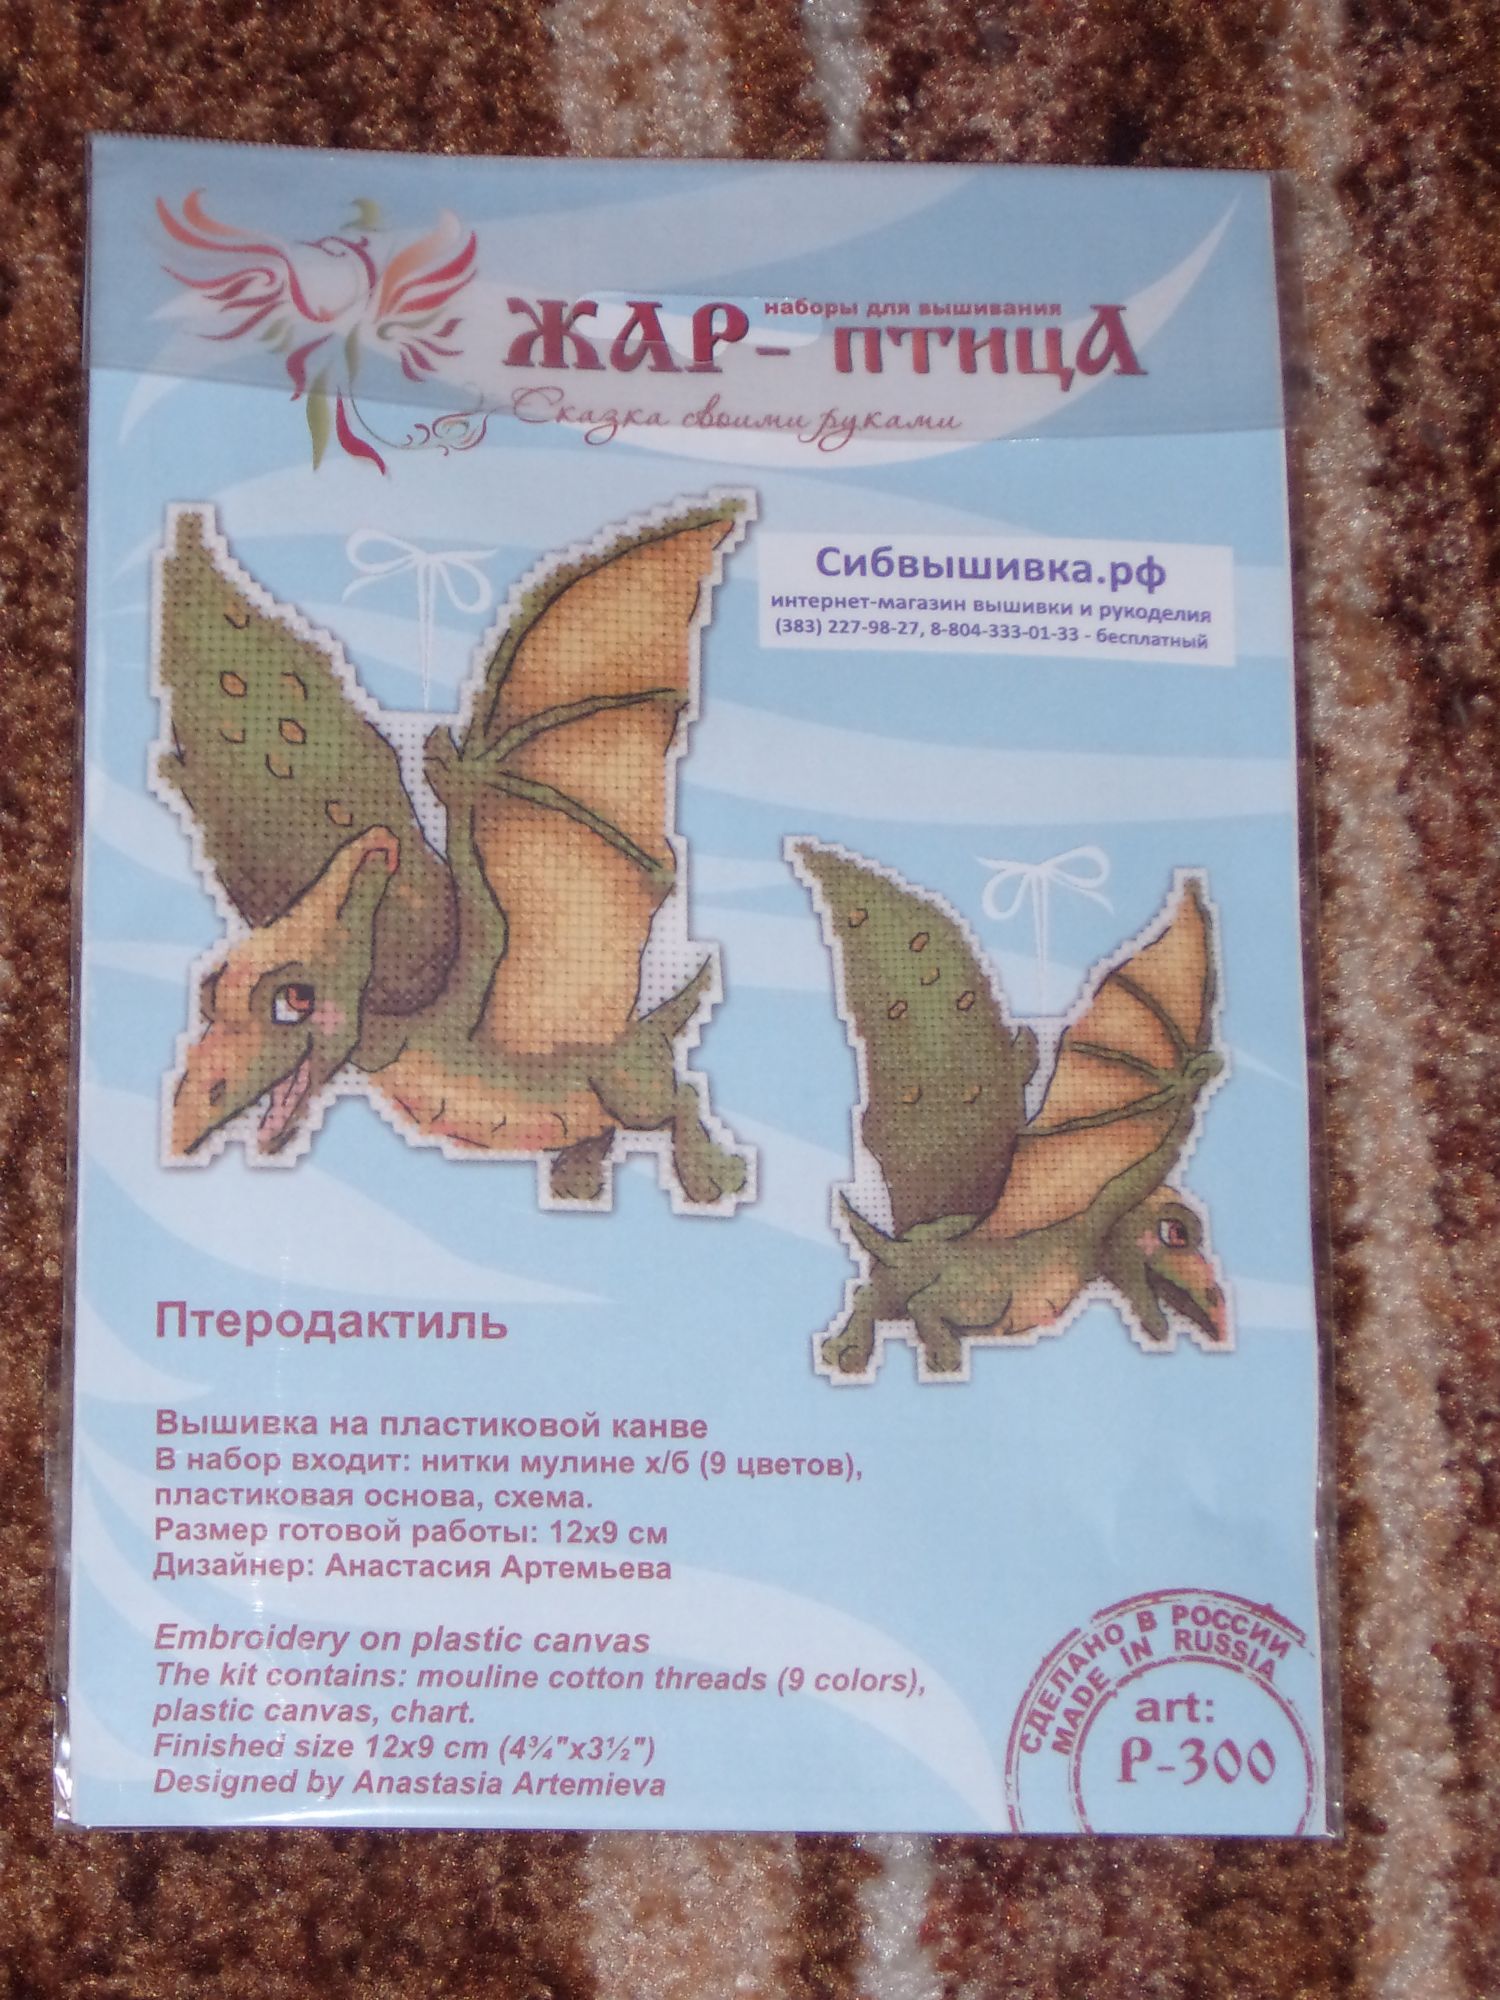 наборы для вышивания
ЖАР-ПТИЦА
Сказка своими руками
Сибвышивка.рф
интернет-магазин вышивки и рукоделия
(383) 227-98-27, 8-804-333-01-33 - бесплатный
Птеродактиль
Вышивка на пластиковой канве
В набор входит: нитки мулине х/б (9 цветов),
пластиковая основа, схема.
Размер готовой работы: 12х9 см
Дизайнер: Анастасия Артемьева
Embroidery on plastic canvas
The kit contains: mouline cotton threads (9 colors),
plastic canvas, chart.
Finished size 12x9 cm (4¾"x3½")
Designed by Anastasia Artemieva
СДЕЛАНО В РОССИИ
MADE IN RUSSIA
art:
Р-300